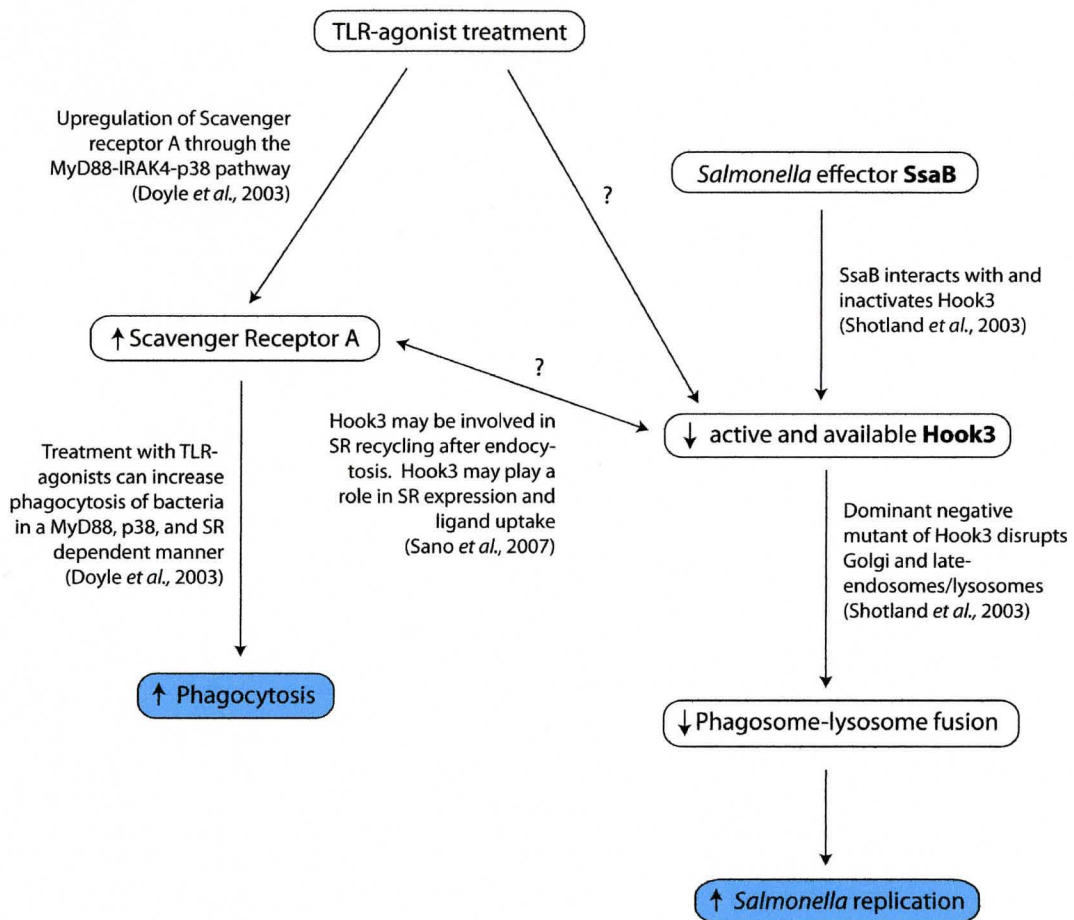 TLR-agonist treatment
Upregulation of Scavenger
receptor A through the
MyD88-IRAK4-p38 pathway
(Doyle et al., 2003)
?
Salmonella effector SsaB
SsaB interacts with and
inactivates Hook3
(Shotland et al., 2003)
↑ Scavenger Receptor A
?
↓ active and available Hook3
Hook3 may be involved in
SR recycling after endocy-
tosis. Hook3 may play a
role in SR expression and
ligand uptake
(Sano et al., 2007)
Treatment with TLR-
agonists can increase
phagocytosis of bacteria
in a MyD88, p38, and SR
dependent manner
(Doyle et al., 2003)
Dominant negative
mutant of Hook3 disrupts
Golgi and late-
endosomes/lysosomes
(Shotland et al., 2003)
↑ Phagocytosis
↓ Phagosome-lysosome fusion
↑ Salmonella replication